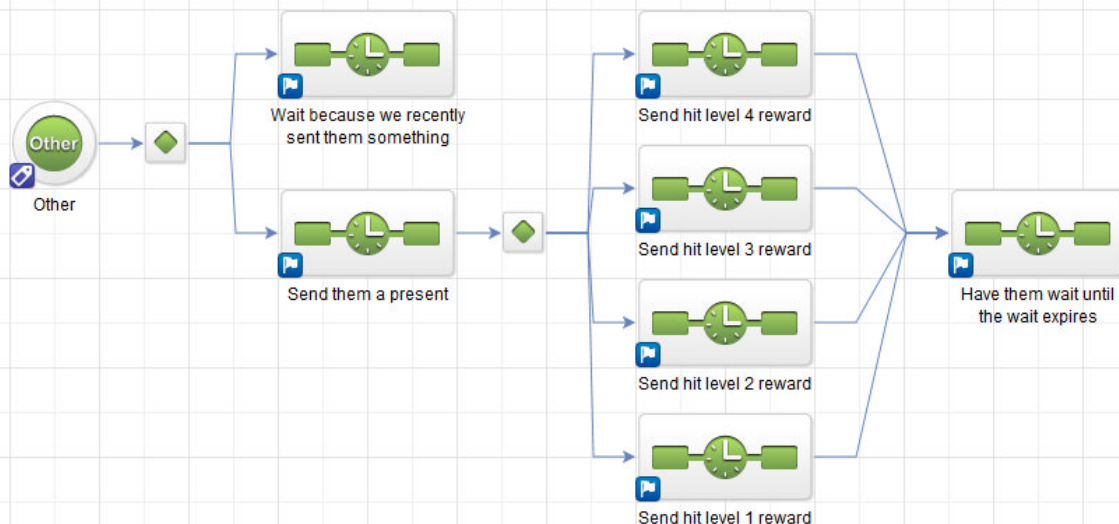 Other
Other
Wait because we recently
sent them something
Send them a present
Send hit level 4 reward
Send hit level 3 reward
Send hit level 2 reward
Send hit level 1 reward
Have them wait until
the wait expires